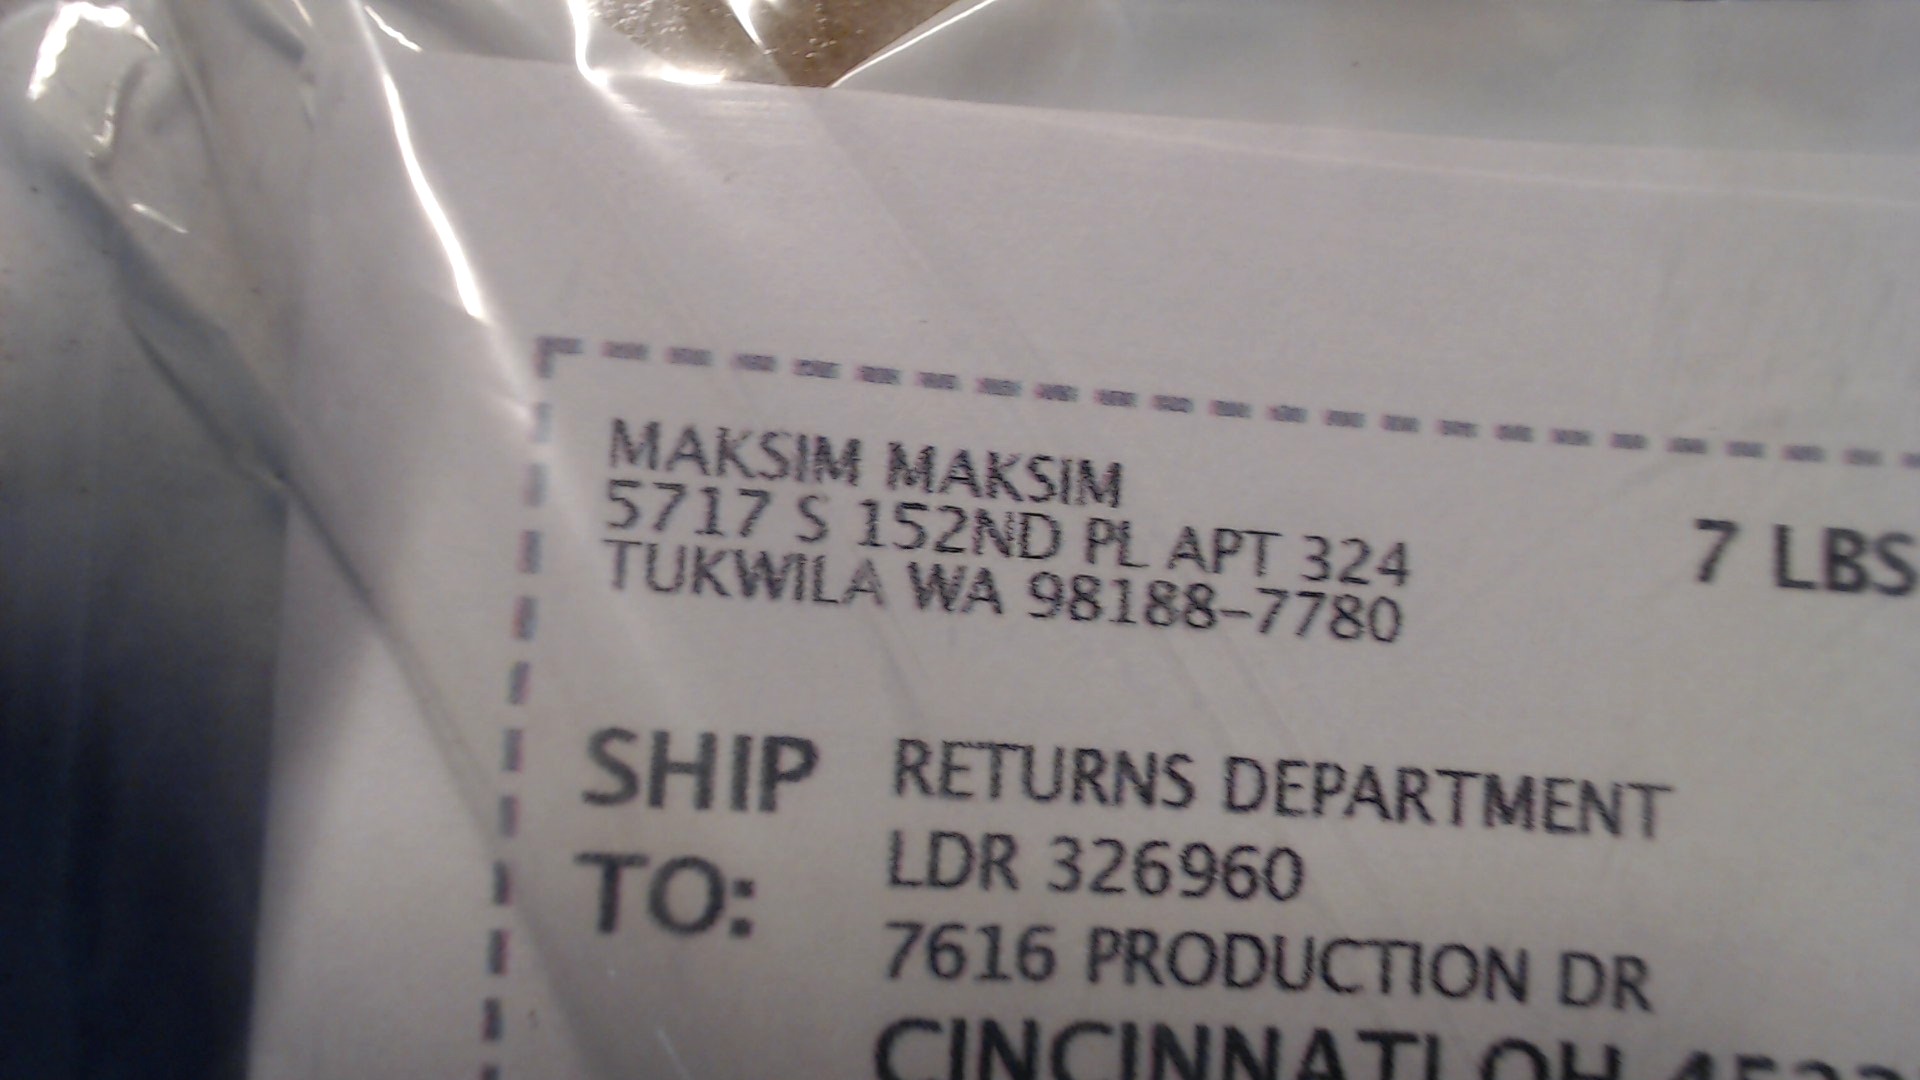 MAKSIM MAKSIM
5717 S 152ND PL APT 324
TUKWILA WA 98188-7780
7 LBS
SHIP TO:
RETURNS DEPARTMENT
LDR 326960
7616 PRODUCTION DR
CINCINNATI OH